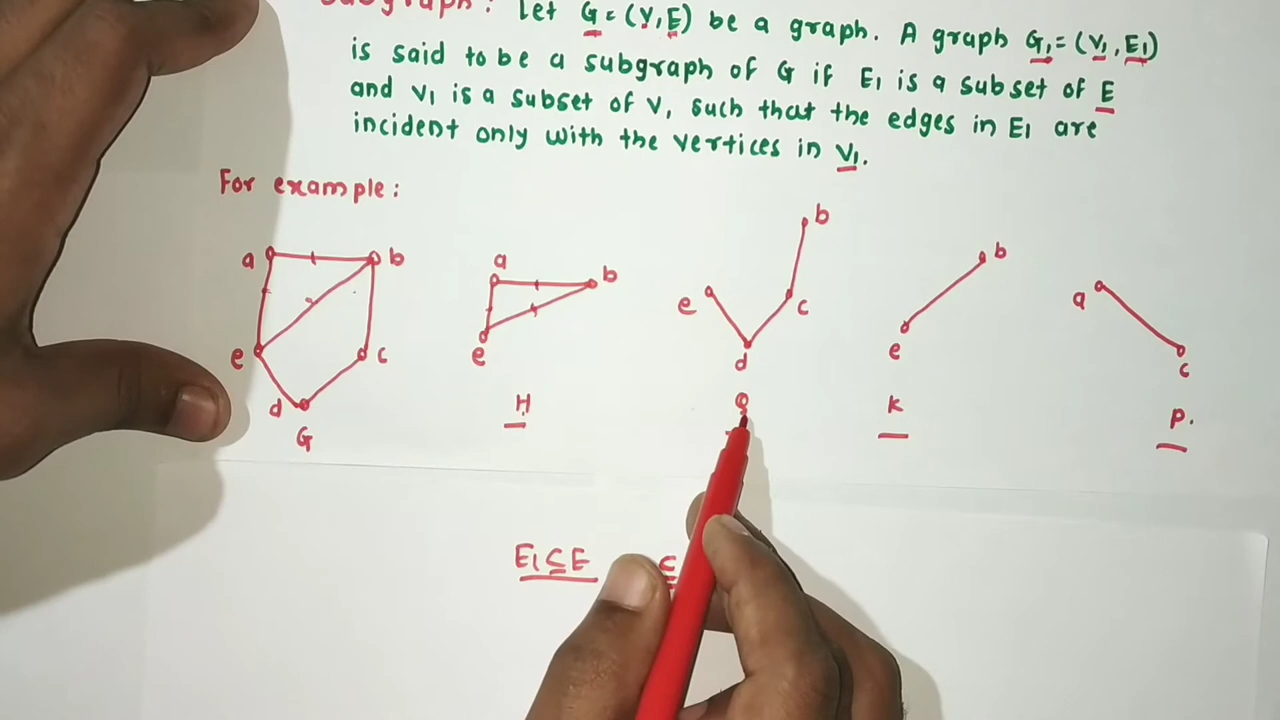 Subgraph: Let G = (V, E) be a graph. A graph G1 = (V1, E1)
is said to be a subgraph of G if E1 is a subset of E
and V1 is a subset of V, such that the edges in E1 are
incident only with the vertices in V1.
For example:
a b e c d G
a b e H
b e c d
b e K
a c P.
E1 ⊆ E